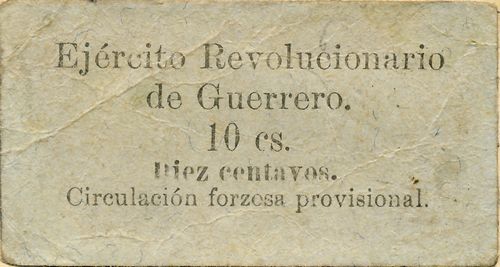 Ejército Revolucionario
de Guerrero.
10 cs.
Diez centavos.
Circulación forzosa provisional.